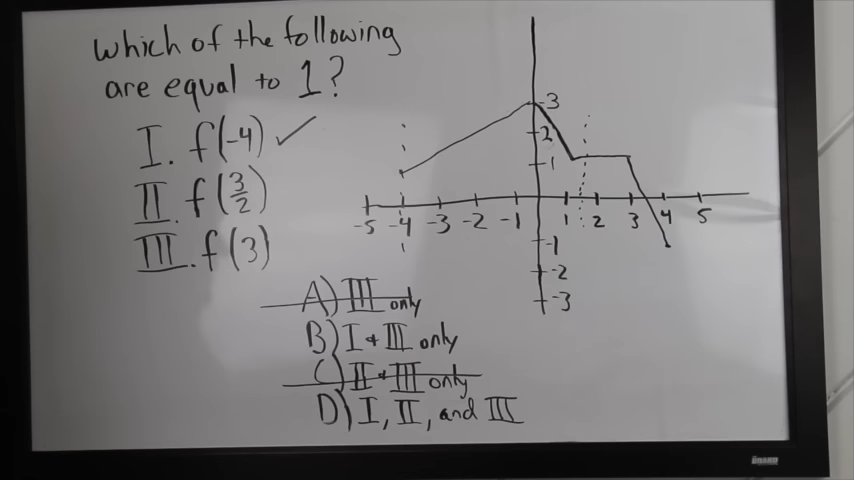 Which of the following
are equal to 1?
I. f(-4) ✓
II. f(3/2)
III. f(3)
A) III only
B) I + III only
C) II + III only
D) I, II, and III
3
2
1
-5 -4 -3 -2 -1 1 2 3 4 5
-1
-2
-3